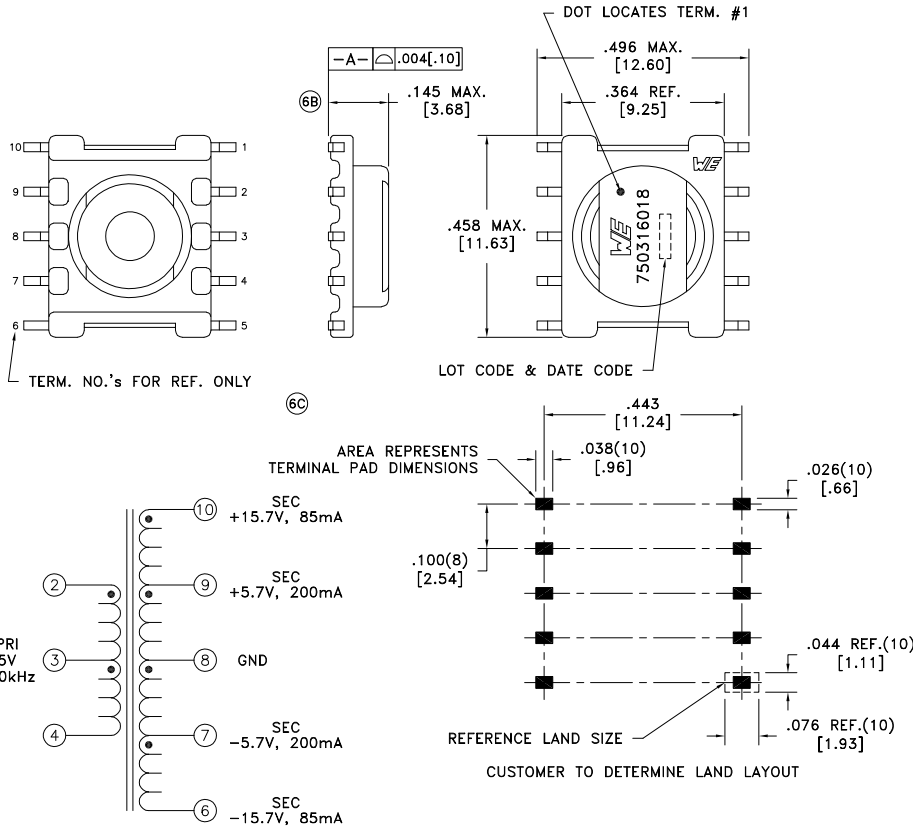 DOT LOCATES TERM. #1
-A- ⌓ .004[.10]
6B
.145 MAX.
[3.68]
.496 MAX.
[12.60]
.364 REF.
[9.25]
10
9
8
7
6
1
2
3
4
5
.458 MAX.
[11.63]
WE
WE
750316018
TERM. NO.'s FOR REF. ONLY
LOT CODE & DATE CODE
6C
.443
[11.24]
AREA REPRESENTS
TERMINAL PAD DIMENSIONS
.038(10)
[.96]
.026(10)
[.66]
.100(8)
[2.54]
.044 REF.(10)
[1.11]
.076 REF.(10)
[1.93]
REFERENCE LAND SIZE
CUSTOMER TO DETERMINE LAND LAYOUT
PRI
5V
0kHz
2
3
4
10
SEC
+15.7V, 85mA
9
SEC
+5.7V, 200mA
8
GND
7
SEC
-5.7V, 200mA
6
SEC
-15.7V, 85mA